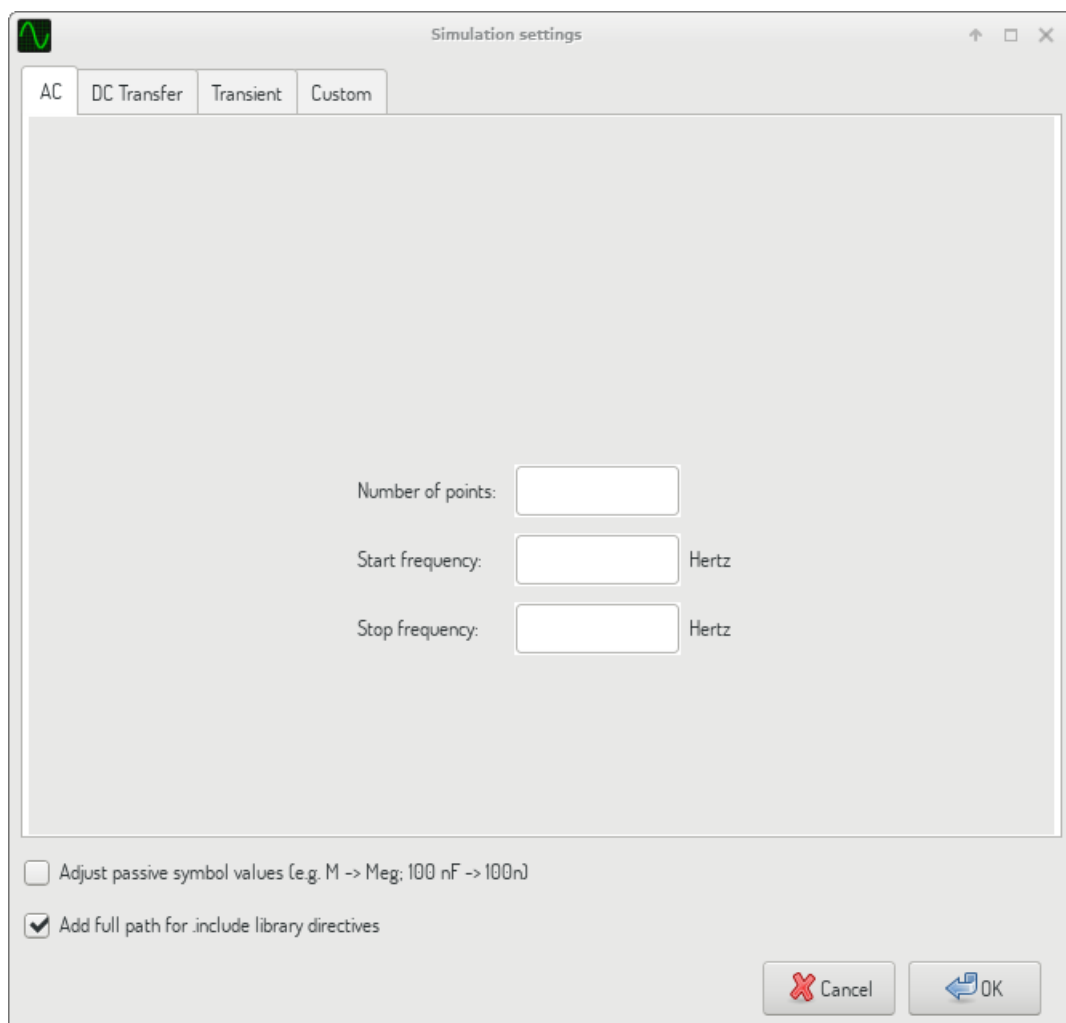 Simulation settings
AC DC Transfer Transient Custom
Number of points:
Start frequency: Hertz
Stop frequency: Hertz
Adjust passive symbol values (e.g. M -> Meg; 100 nF -> 100n)
Add full path for .include library directives
Cancel OK